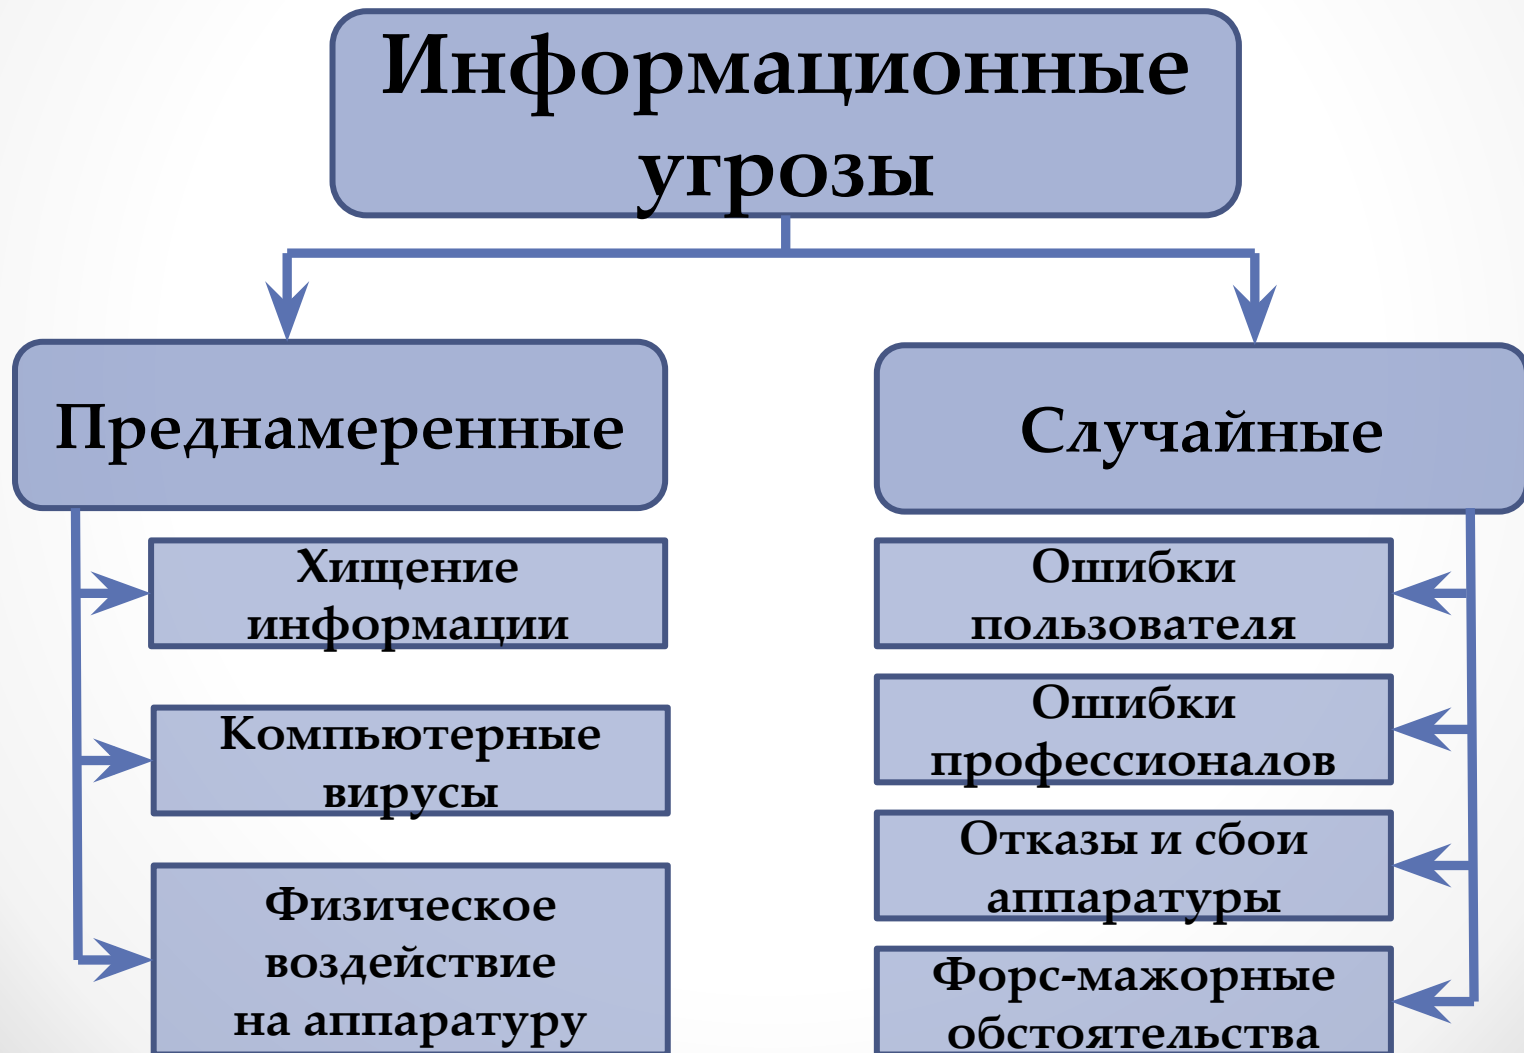 Информационные
угрозы
Преднамеренные
Случайные
Хищение
информации
Компьютерные
вирусы
Физическое
воздействие
на аппаратуру
Ошибки
пользователя
Ошибки
профессионалов
Отказы и сбои
аппаратуры
Форс-мажорные
обстоятельства